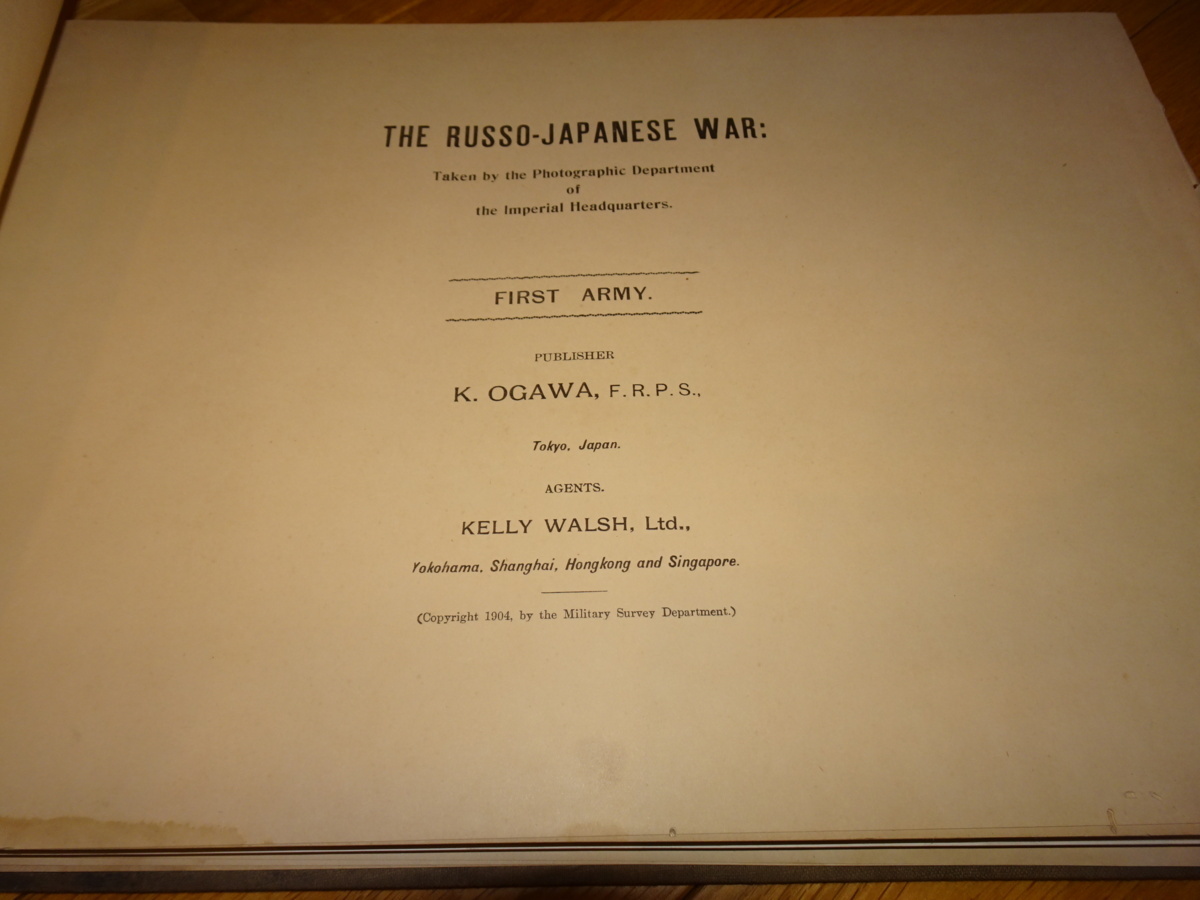 THE RUSSO-JAPANESE WAR:
Taken by the Photographic Department
of
the Imperial Headquarters.
FIRST ARMY.
PUBLISHER
K. OGAWA, F. R. P. S.,
Tokyo, Japan.
AGENTS.
KELLY WALSH, Ltd.,
Yokohama, Shanghai, Hongkong and Singapore.
(Copyright 1904, by the Military Survey Department.)